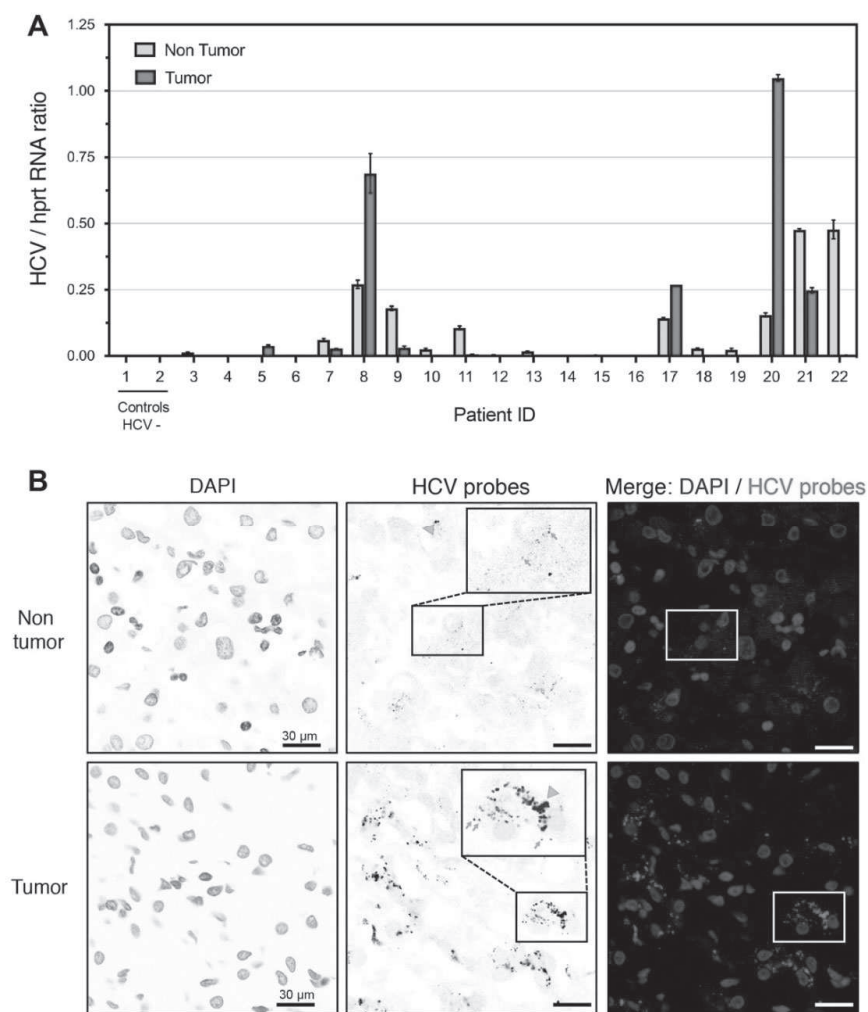 A
1.25
1.00
0.75
0.50
0.25
0.00
HCV / hprt RNA ratio
Non Tumor
Tumor
1 2 3 4 5 6 7 8 9 10 11 12 13 14 15 16 17 18 19 20 21 22
Controls
HCV -
Patient ID
B
DAPI
HCV probes
Merge: DAPI / HCV probes
Non
tumor
30 µm
Tumor
30 µm